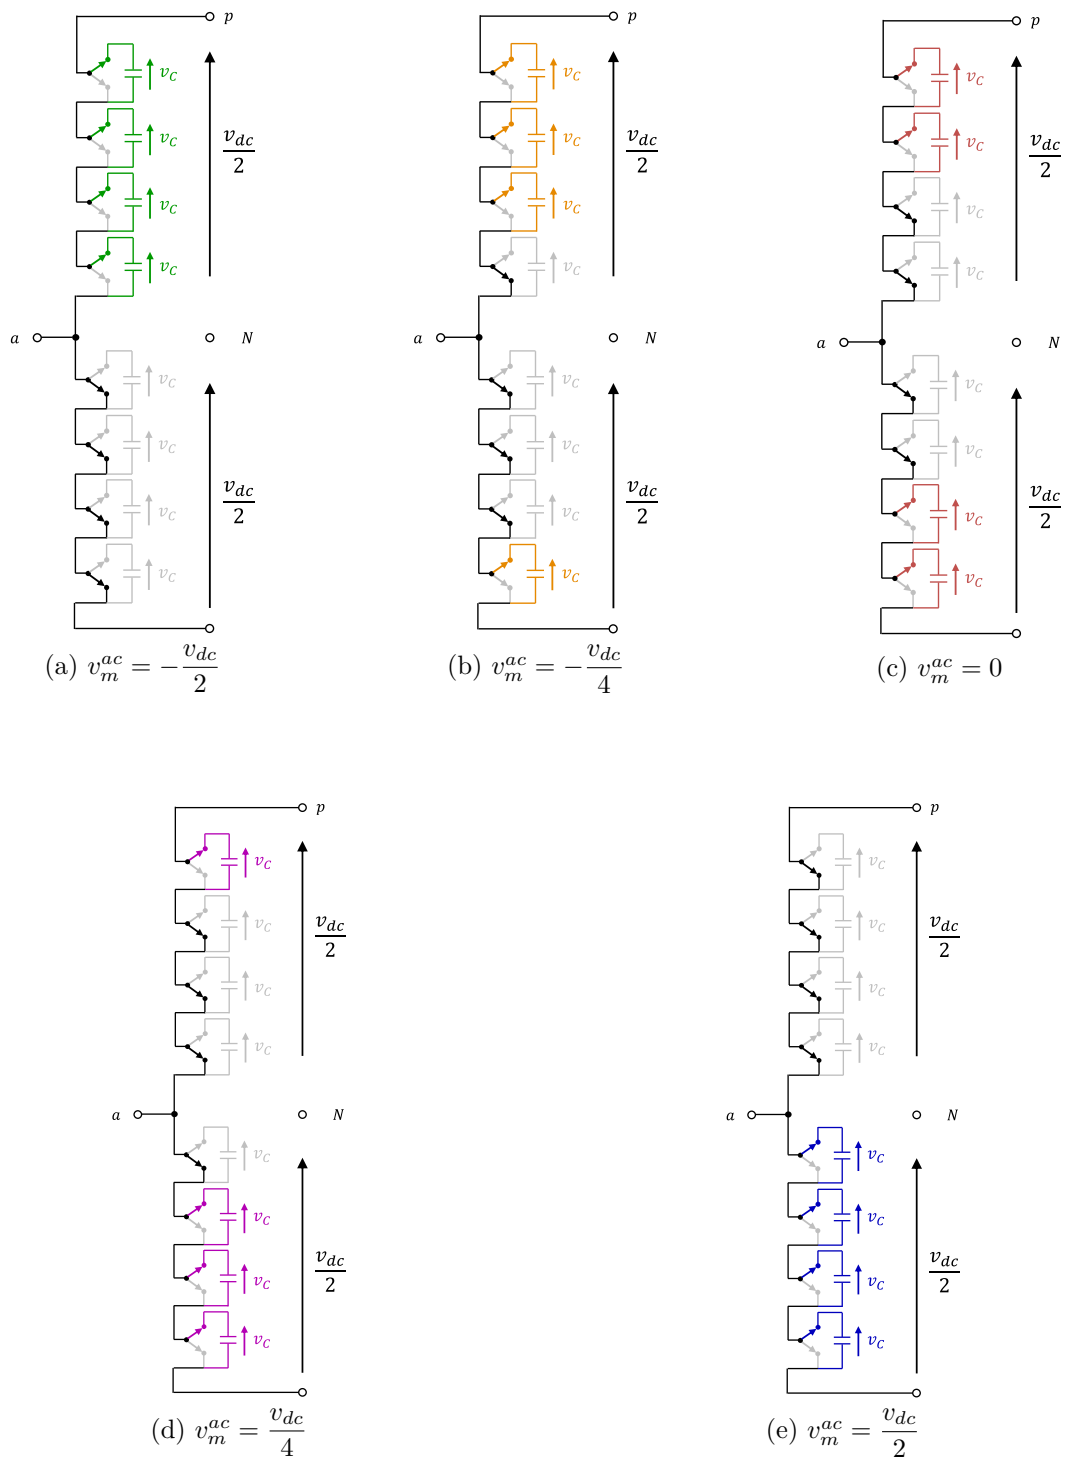 p
v_C
v_C
v_C
v_C
v_dc/2
a
N
v_C
v_C
v_C
v_C
v_dc/2
(a) v_m^ac = −v_dc/2
p
v_C
v_C
v_C
v_C
v_dc/2
a
N
v_C
v_C
v_C
v_C
v_dc/2
(b) v_m^ac = −v_dc/4
p
v_C
v_C
v_C
v_C
v_dc/2
a
N
v_C
v_C
v_C
v_C
v_dc/2
(c) v_m^ac = 0
p
v_C
v_C
v_C
v_C
v_dc/2
a
N
v_C
v_C
v_C
v_C
v_dc/2
(d) v_m^ac = v_dc/4
p
v_C
v_C
v_C
v_C
v_dc/2
a
N
v_C
v_C
v_C
v_C
v_dc/2
(e) v_m^ac = v_dc/2